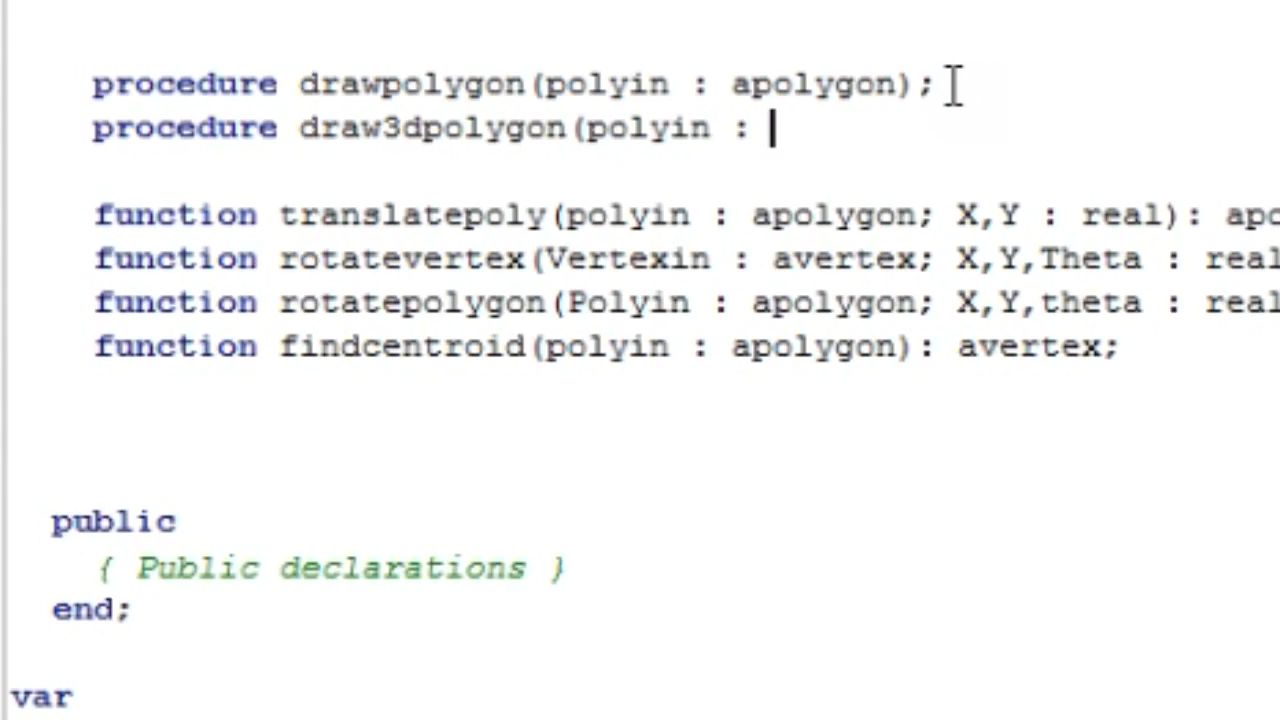 procedure drawpolygon(polyin : apolygon);
procedure draw3dpolygon(polyin :
function translatepoly(polyin : apolygon; X,Y : real): apo
function rotatevertex(Vertexin : avertex; X,Y,Theta : real
function rotatepolygon(Polyin : apolygon; X,Y,theta : real
function findcentroid(polyin : apolygon): avertex;
public
{ Public declarations }
end;
var